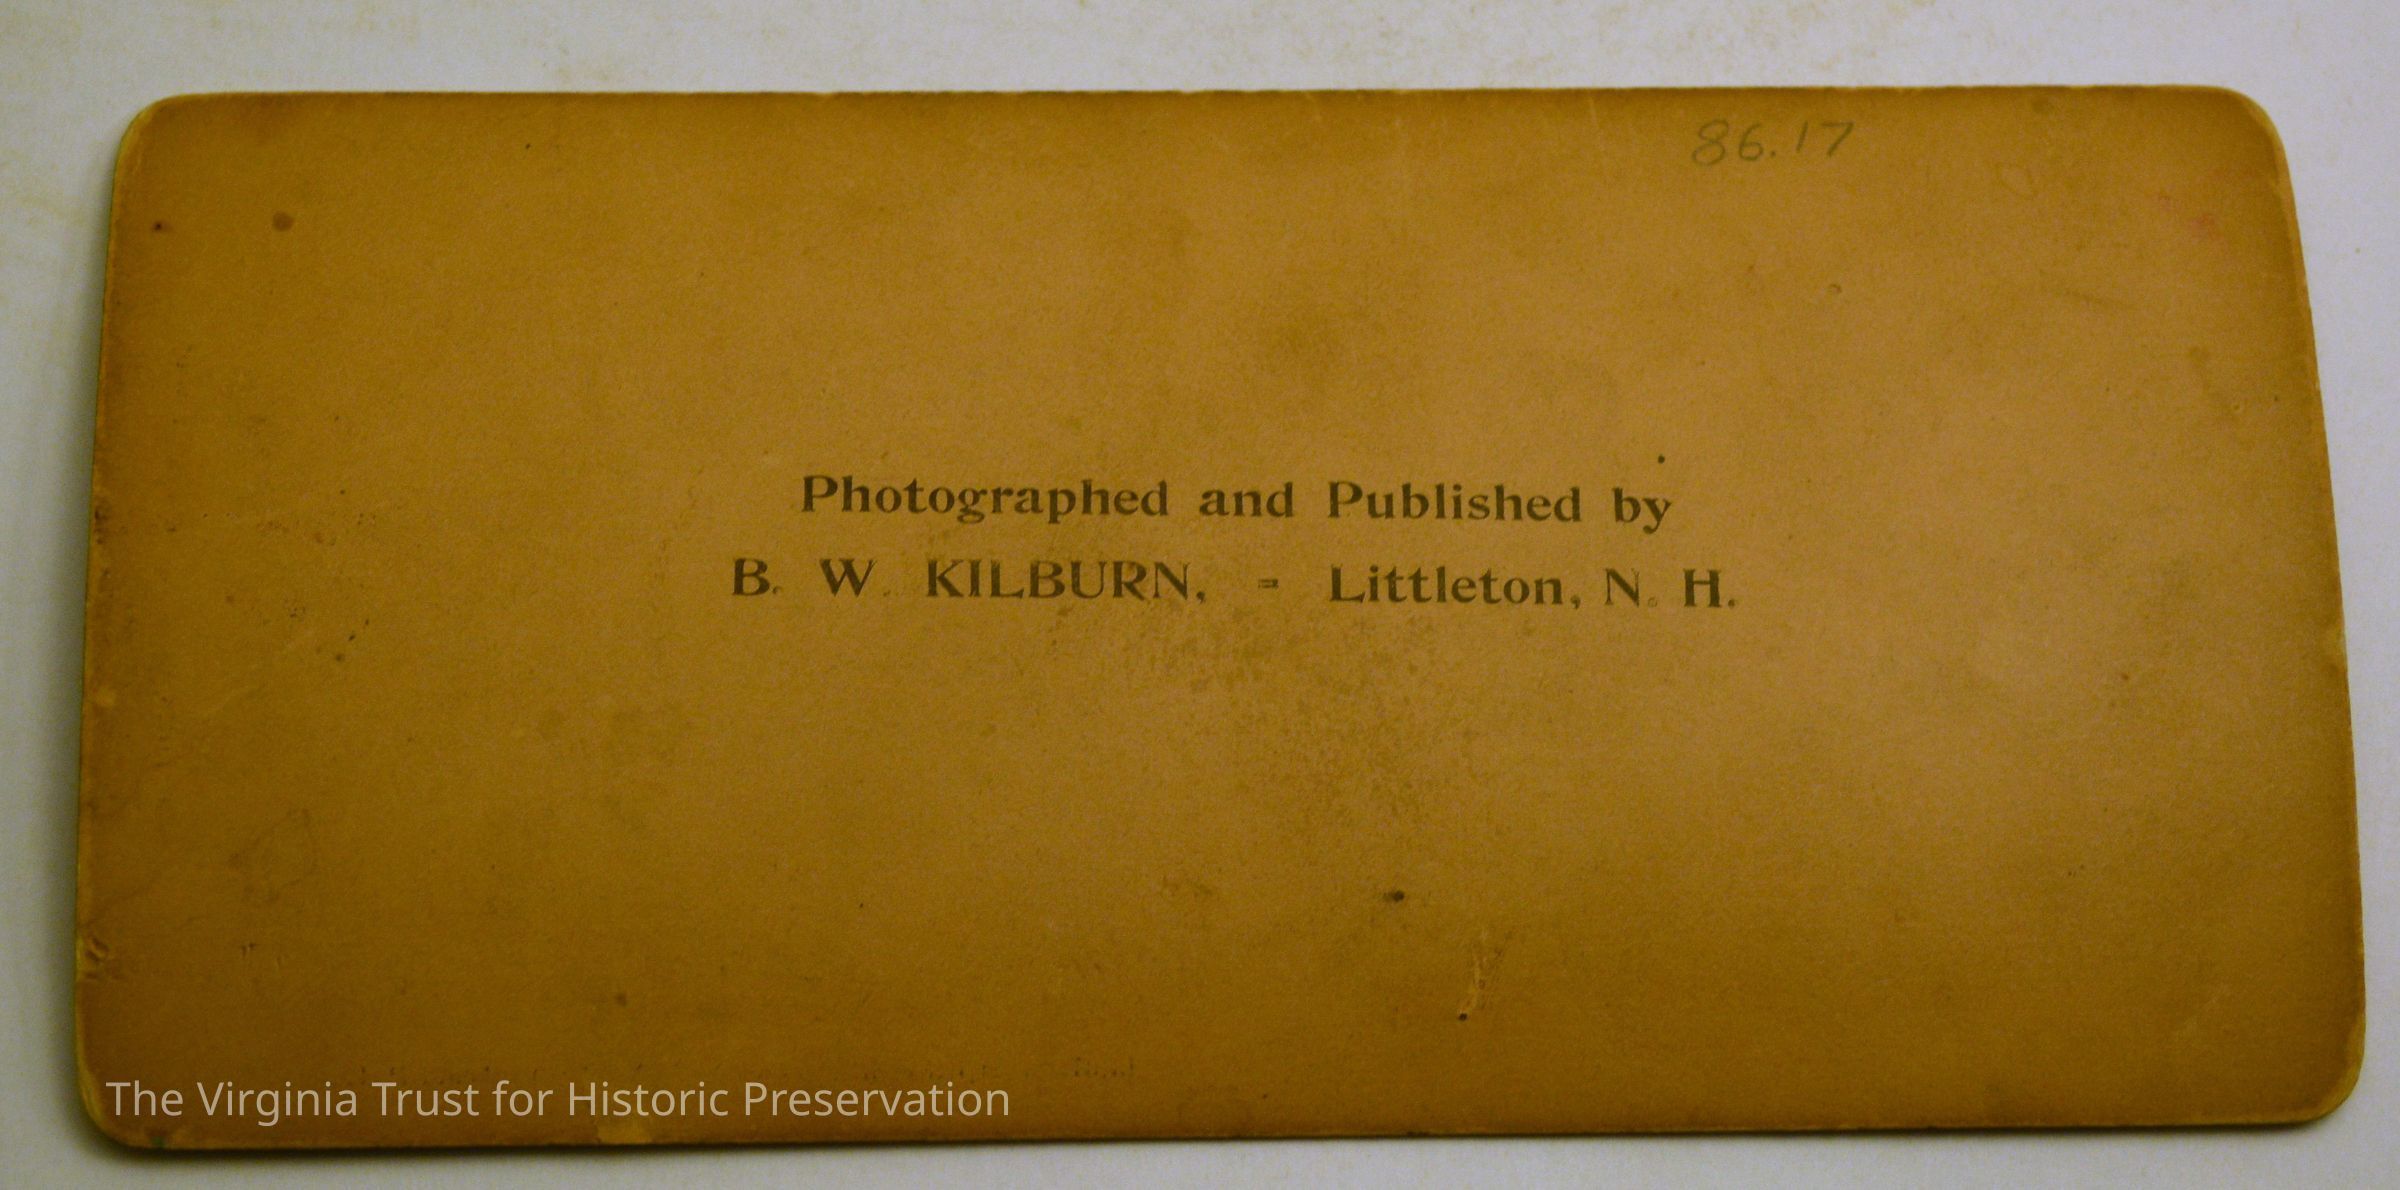 86.17
Photographed and Published by
B. W. KILBURN, = Littleton, N. H.
The Virginia Trust for Historic Preservation